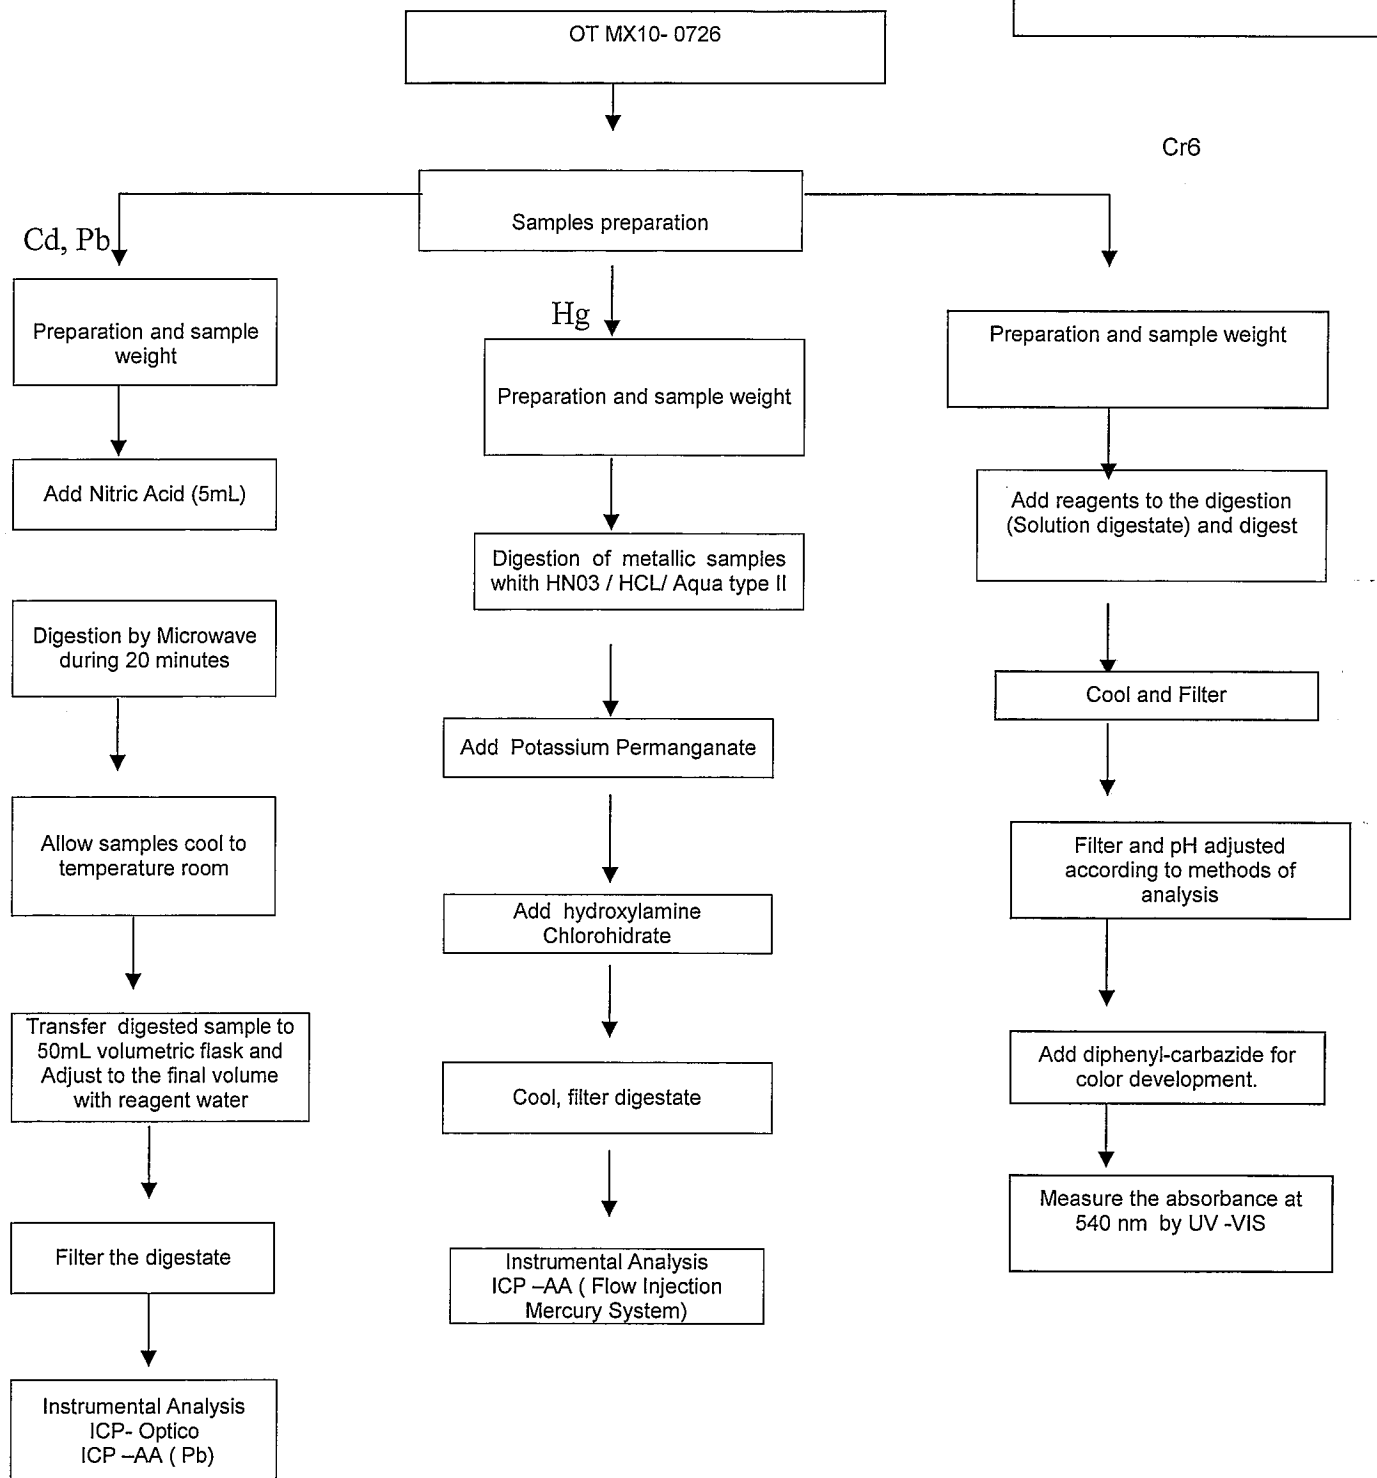 OT MX10- 0726
Cr6
Samples preparation
Cd, Pb
Preparation and sample
weight
Add Nitric Acid (5mL)
Digestion by Microwave
during 20 minutes
Allow samples cool to
temperature room
Transfer digested sample to
50mL volumetric flask and
Adjust to the final volume
with reagent water
Filter the digestate
Instrumental Analysis
ICP- Optico
ICP –AA ( Pb)
Hg
Preparation and sample weight
Digestion of metallic samples
whith HN03 / HCL/ Aqua type II
Add Potassium Permanganate
Add hydroxylamine
Chlorohidrate
Cool, filter digestate
Instrumental Analysis
ICP –AA ( Flow Injection
Mercury System)
Preparation and sample weight
Add reagents to the digestion
(Solution digestate) and digest
Cool and Filter
Filter and pH adjusted
according to methods of
analysis
Add diphenyl-carbazide for
color development.
Measure the absorbance at
540 nm by UV -VIS